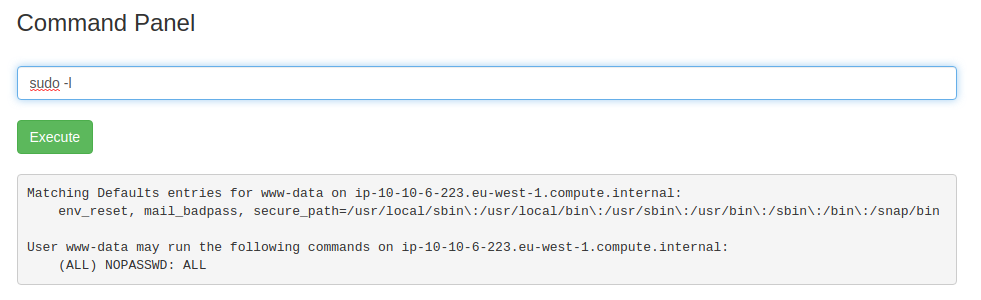 Command Panel
sudo -l
Execute
Matching Defaults entries for www-data on ip-10-10-6-223.eu-west-1.compute.internal:
    env_reset, mail_badpass, secure_path=/usr/local/sbin\:/usr/local/bin\:/usr/sbin\:/usr/bin\:/sbin\:/bin\:/snap/bin
User www-data may run the following commands on ip-10-10-6-223.eu-west-1.compute.internal:
    (ALL) NOPASSWD: ALL